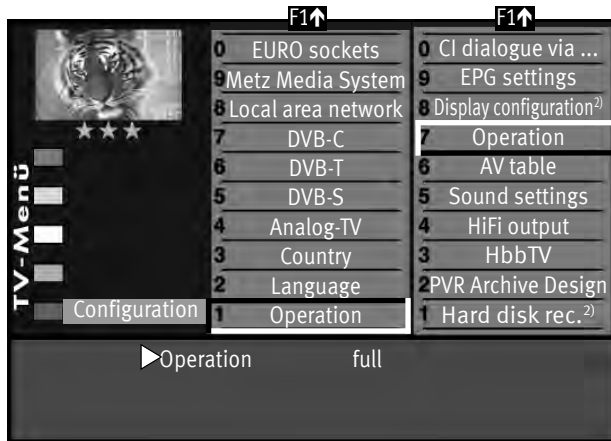 F1↑
F1↑
0 EURO sockets
0 CI dialogue via ...
9 Metz Media System
9 EPG settings
8 Local area network
8 Display configuration2)
7 DVB-C
7 Operation
6 DVB-T
6 AV table
5 DVB-S
5 Sound settings
4 Analog-TV
4 HiFi output
3 Country
3 HbbTV
2 Language
2 PVR Archive Design
TV-Menü
Configuration
1 Operation
1 Hard disk rec.2)
Operation full